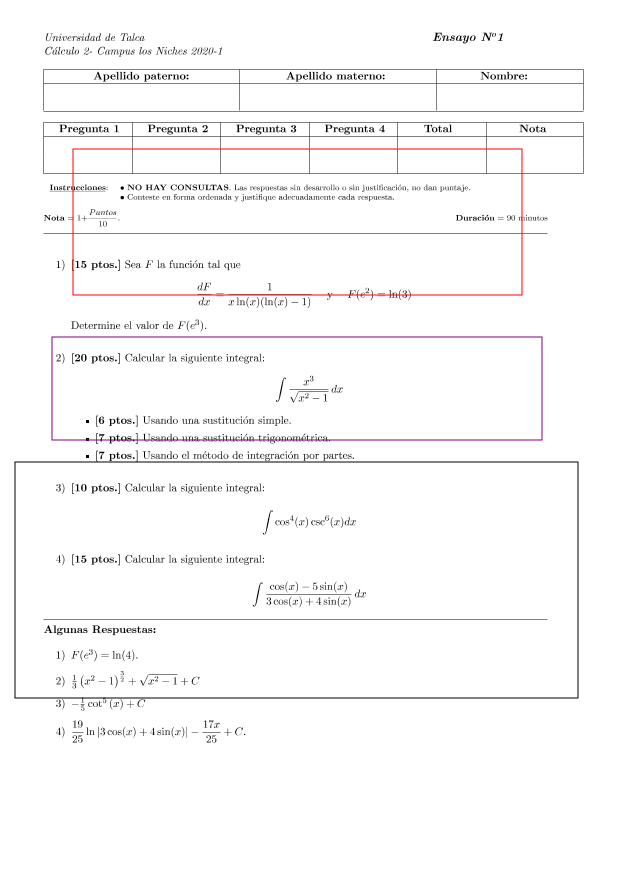 Universidad de Talca
Ensayo Nº1
Cálculo 2- Campus los Niches 2020-1
Apellido paterno: Apellido materno: Nombre:
Pregunta 1 Pregunta 2 Pregunta 3 Pregunta 4 Total Nota
Instrucciones: • NO HAY CONSULTAS. Las respuestas sin desarrollo o sin justificación, no dan puntaje.
• Conteste en forma ordenada y justifique adecuadamente cada respuesta.
Nota = 1+\frac{Puntos}{10}. Duración = 90 minutos
1) [15 ptos.] Sea F la función tal que
\frac{dF}{dx} = \frac{1}{x ln(x)(ln(x) − 1)} y F(e^2) = ln(3)
Determine el valor de F(e^3).
2) [20 ptos.] Calcular la siguiente integral:
∫ \frac{x^3}{\sqrt{x^2 − 1}} dx
▪ [6 ptos.] Usando una sustitución simple.
▪ [7 ptos.] Usando una sustitución trigonométrica.
▪ [7 ptos.] Usando el método de integración por partes.
3) [10 ptos.] Calcular la siguiente integral:
∫ cos^4(x) csc^6(x)dx
4) [15 ptos.] Calcular la siguiente integral:
∫ \frac{cos(x) − 5 sin(x)}{3 cos(x) + 4 sin(x)} dx
Algunas Respuestas:
1) F(e^3) = ln(4).
2) \frac{1}{3} (x^2 − 1)^{\frac{3}{2}} + \sqrt{x^2 − 1} + C
3) −\frac{1}{5} cot^5 (x) + C
4) \frac{19}{25} ln |3 cos(x) + 4 sin(x)| − \frac{17x}{25} + C.